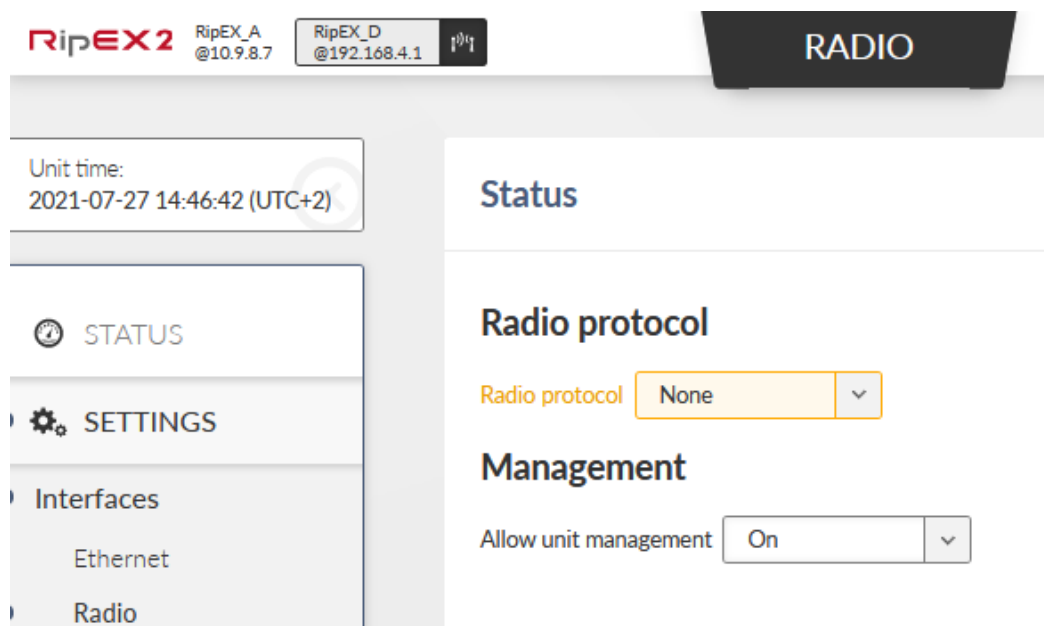 RipEX2
RipEX_A
@10.9.8.7
RipEX_D
@192.168.4.1
RADIO
Unit time:
2021-07-27 14:46:42 (UTC+2)
STATUS
SETTINGS
Interfaces
Ethernet
Radio
Status
Radio protocol
Radio protocol None
Management
Allow unit management On